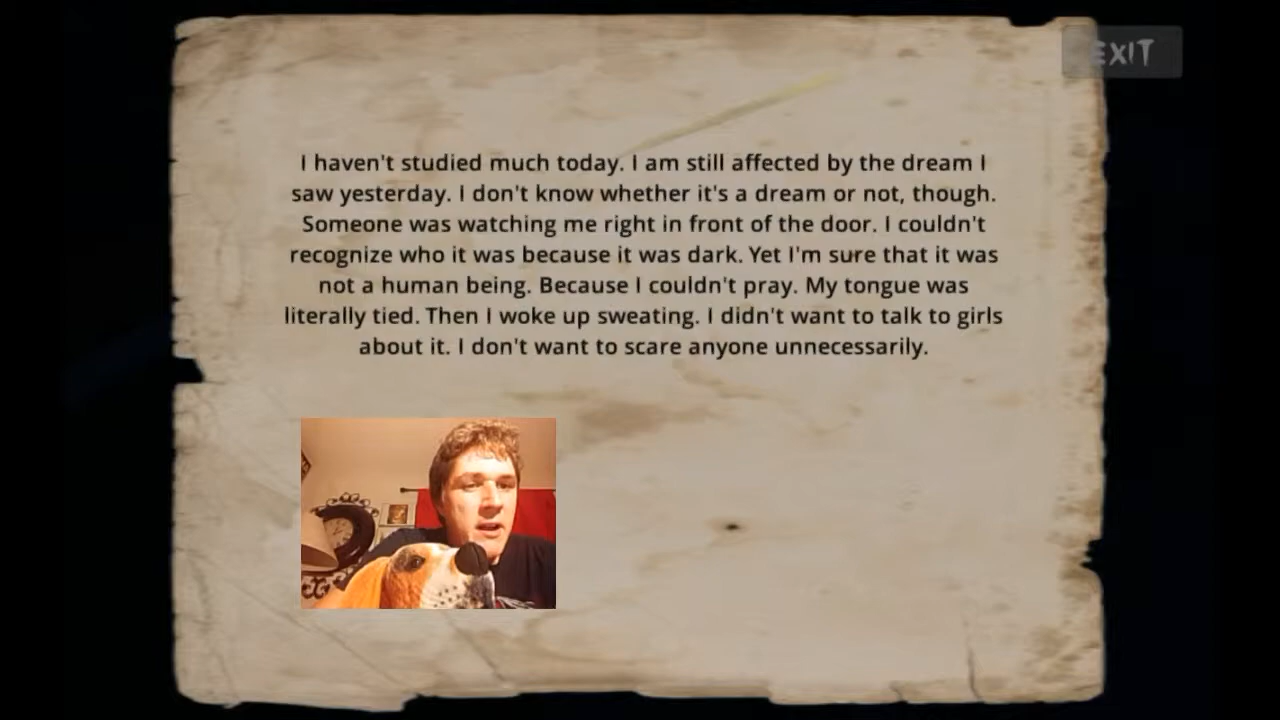 EXIT
I haven't studied much today. I am still affected by the dream I
saw yesterday. I don't know whether it's a dream or not, though.
Someone was watching me right in front of the door. I couldn't
recognize who it was because it was dark. Yet I'm sure that it was
not a human being. Because I couldn't pray. My tongue was
literally tied. Then I woke up sweating. I didn't want to talk to girls
about it. I don't want to scare anyone unnecessarily.